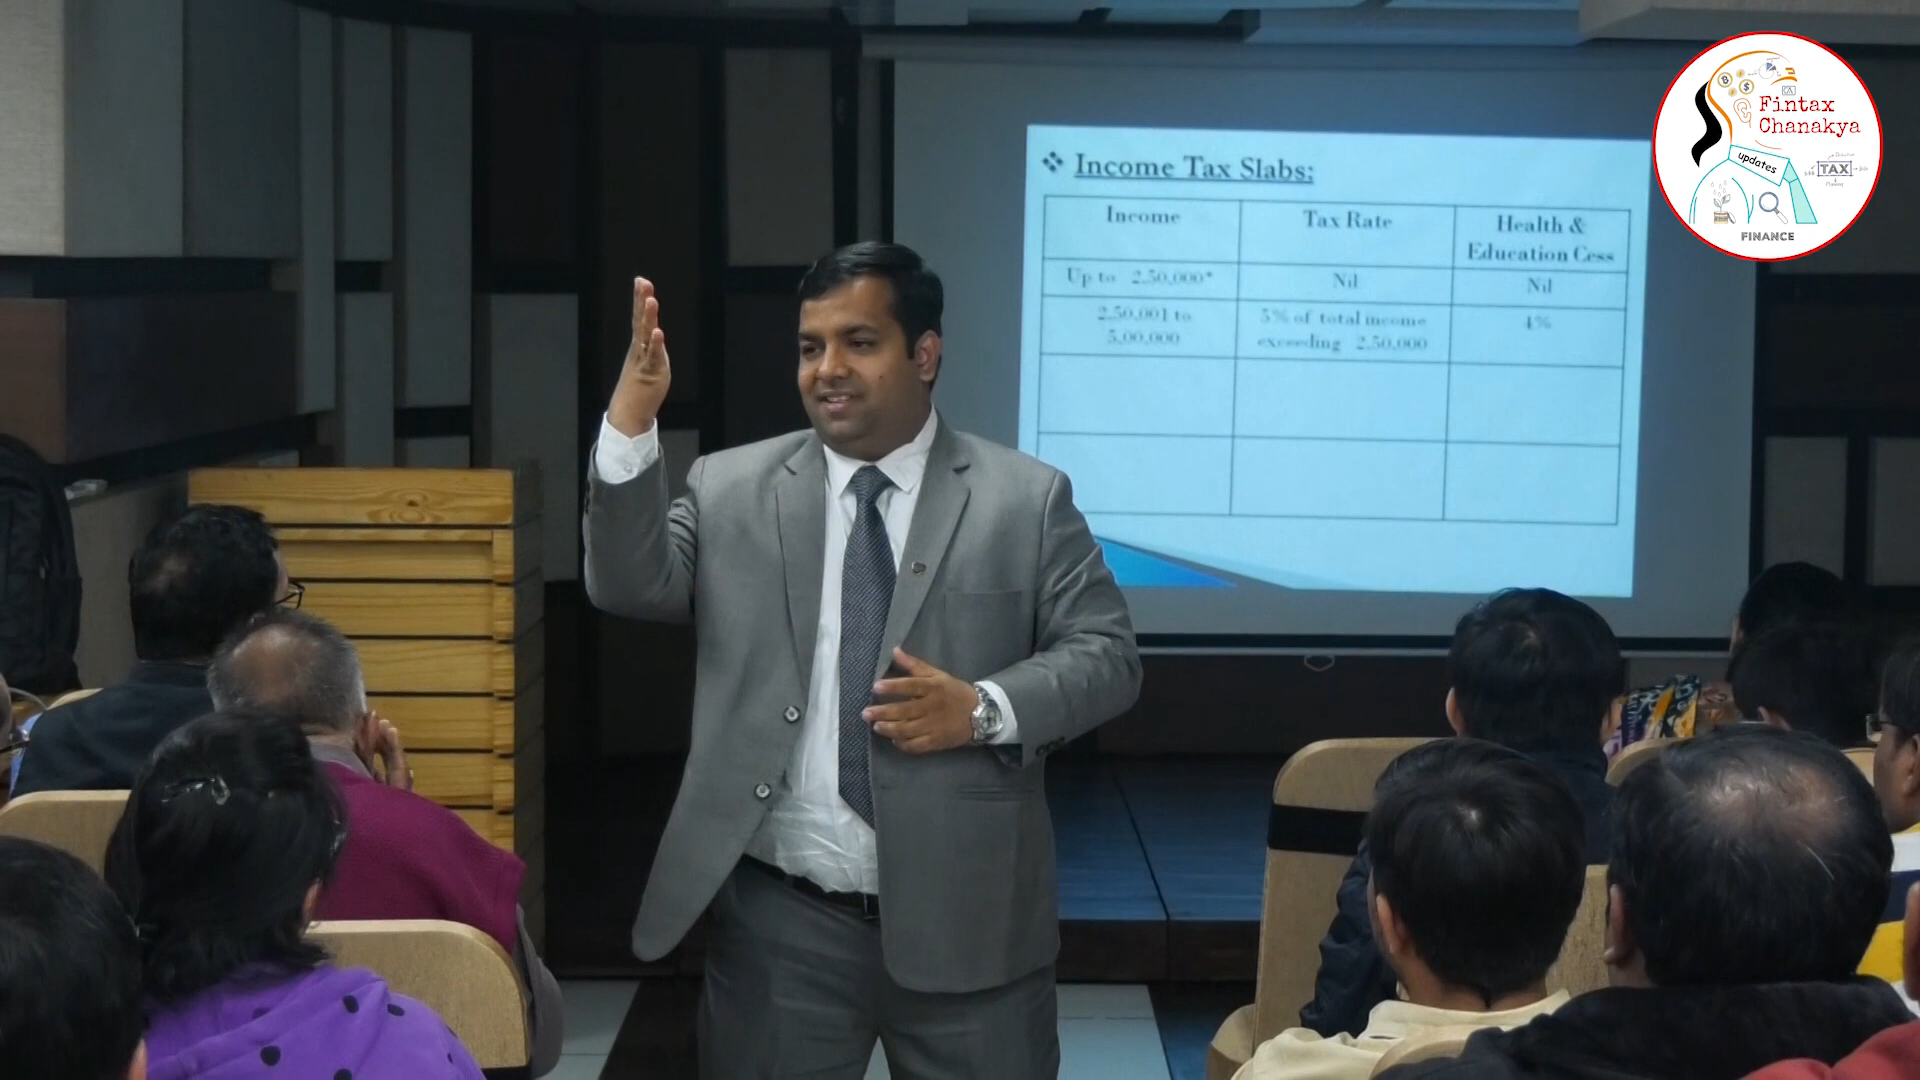 ❖ Income Tax Slabs:
Income Tax Rate Health &
Education Cess
Up to 2,50,000* Nil Nil
2,50,001 to 5% of total income 4%
5,00,000 exceeding 2,50,000
Fintax
Chanakya
updates
TAX
FINANCE